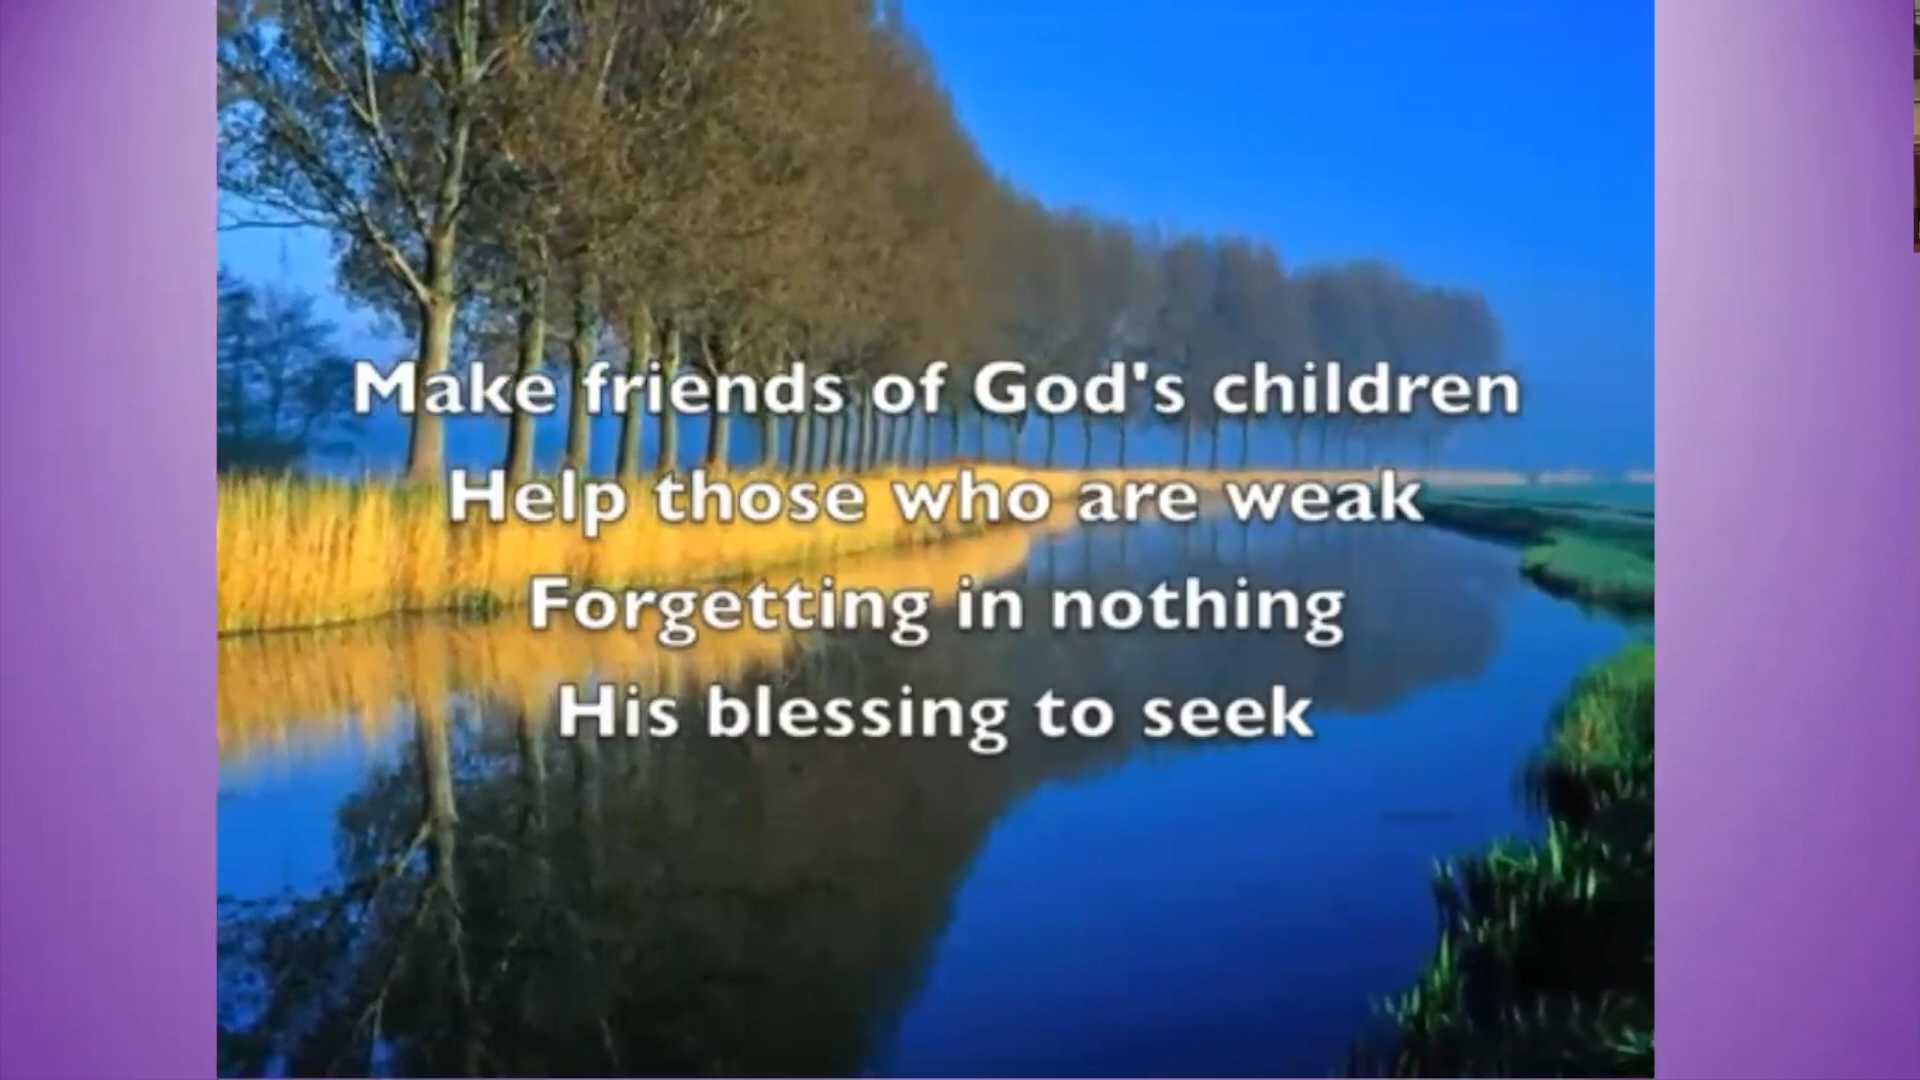 Make friends of God's children
Help those who are weak
Forgetting in nothing
His blessing to seek